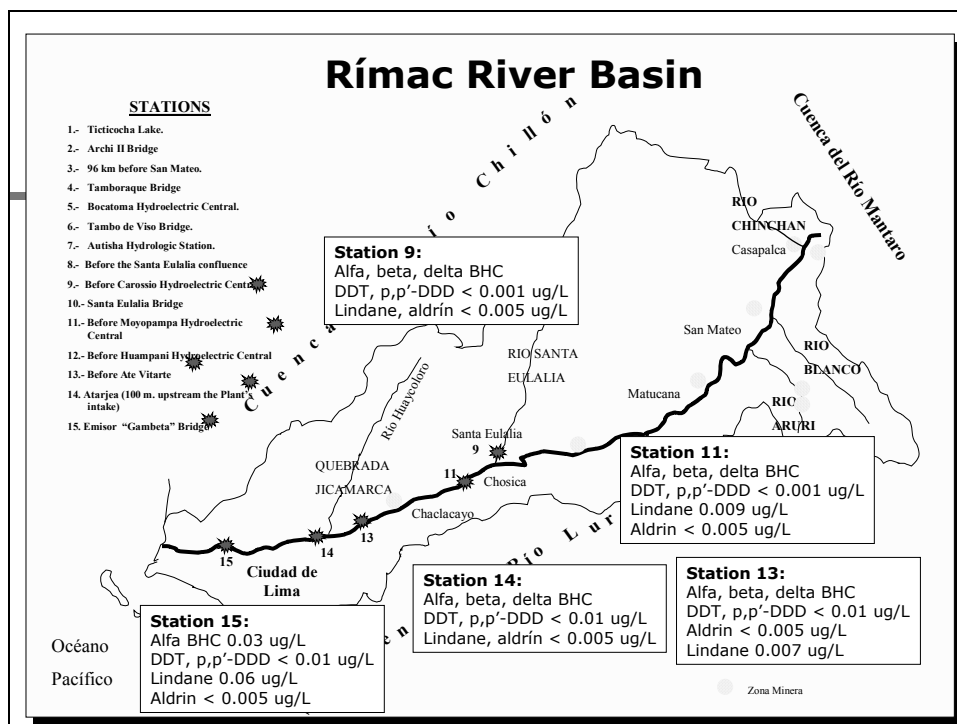 Rímac River Basin
STATIONS
1.- Ticticocha Lake.
2.- Archi II Bridge
3.- 96 km before San Mateo.
4.- Tamboraque Bridge
5.- Bocatoma Hydroelectric Central.
6.- Tambo de Viso Bridge.
7.- Autisha Hydrologic Station.
8.- Before the Santa Eulalia confluence
9.- Before Carossio Hydroelectric
10.- Santa Eulalia Bridge
11.- Before Moyopampa Hydroelectric
Central
12.- Before Huampani Hydroelectric Central
13.- Before Ate Vitarte
14. Atarjea (100 m. upstream the Plant's
intake)
15. Emisor "Gambeta" Bridge
Cuenca
ío Chillón
Cuenca del Río Mantaro
RIO
CHINCHAN
Casapalca
Station 9:
Alfa, beta, delta BHC
DDT, p,p'-DDD < 0.001 ug/L
Lindane, aldrín < 0.005 ug/L
San Mateo
RIO
BLANCO
RIO SANTA
EULALIA
Matucana
RIO
ARURI
Río Huaycoloro
Santa Eulalia
9
QUEBRADA
JICAMARCA
11
Chosica
Chaclacayo
13
14
15
Ciudad de
Lima
en
Río Lur
Station 11:
Alfa, beta, delta BHC
DDT, p,p'-DDD < 0.001 ug/L
Lindane 0.009 ug/L
Aldrin < 0.005 ug/L
Station 14:
Alfa, beta, delta BHC
DDT, p,p'-DDD < 0.01 ug/L
Lindane, aldrín < 0.005 ug/L
Station 13:
Alfa, beta, delta BHC
DDT, p,p'-DDD < 0.01 ug/L
Aldrin < 0.005 ug/L
Lindane 0.007 ug/L
Station 15:
Alfa BHC 0.03 ug/L
DDT, p,p'-DDD < 0.01 ug/L
Lindane 0.06 ug/L
Aldrin < 0.005 ug/L
Océano
Pacífico
Zona Minera